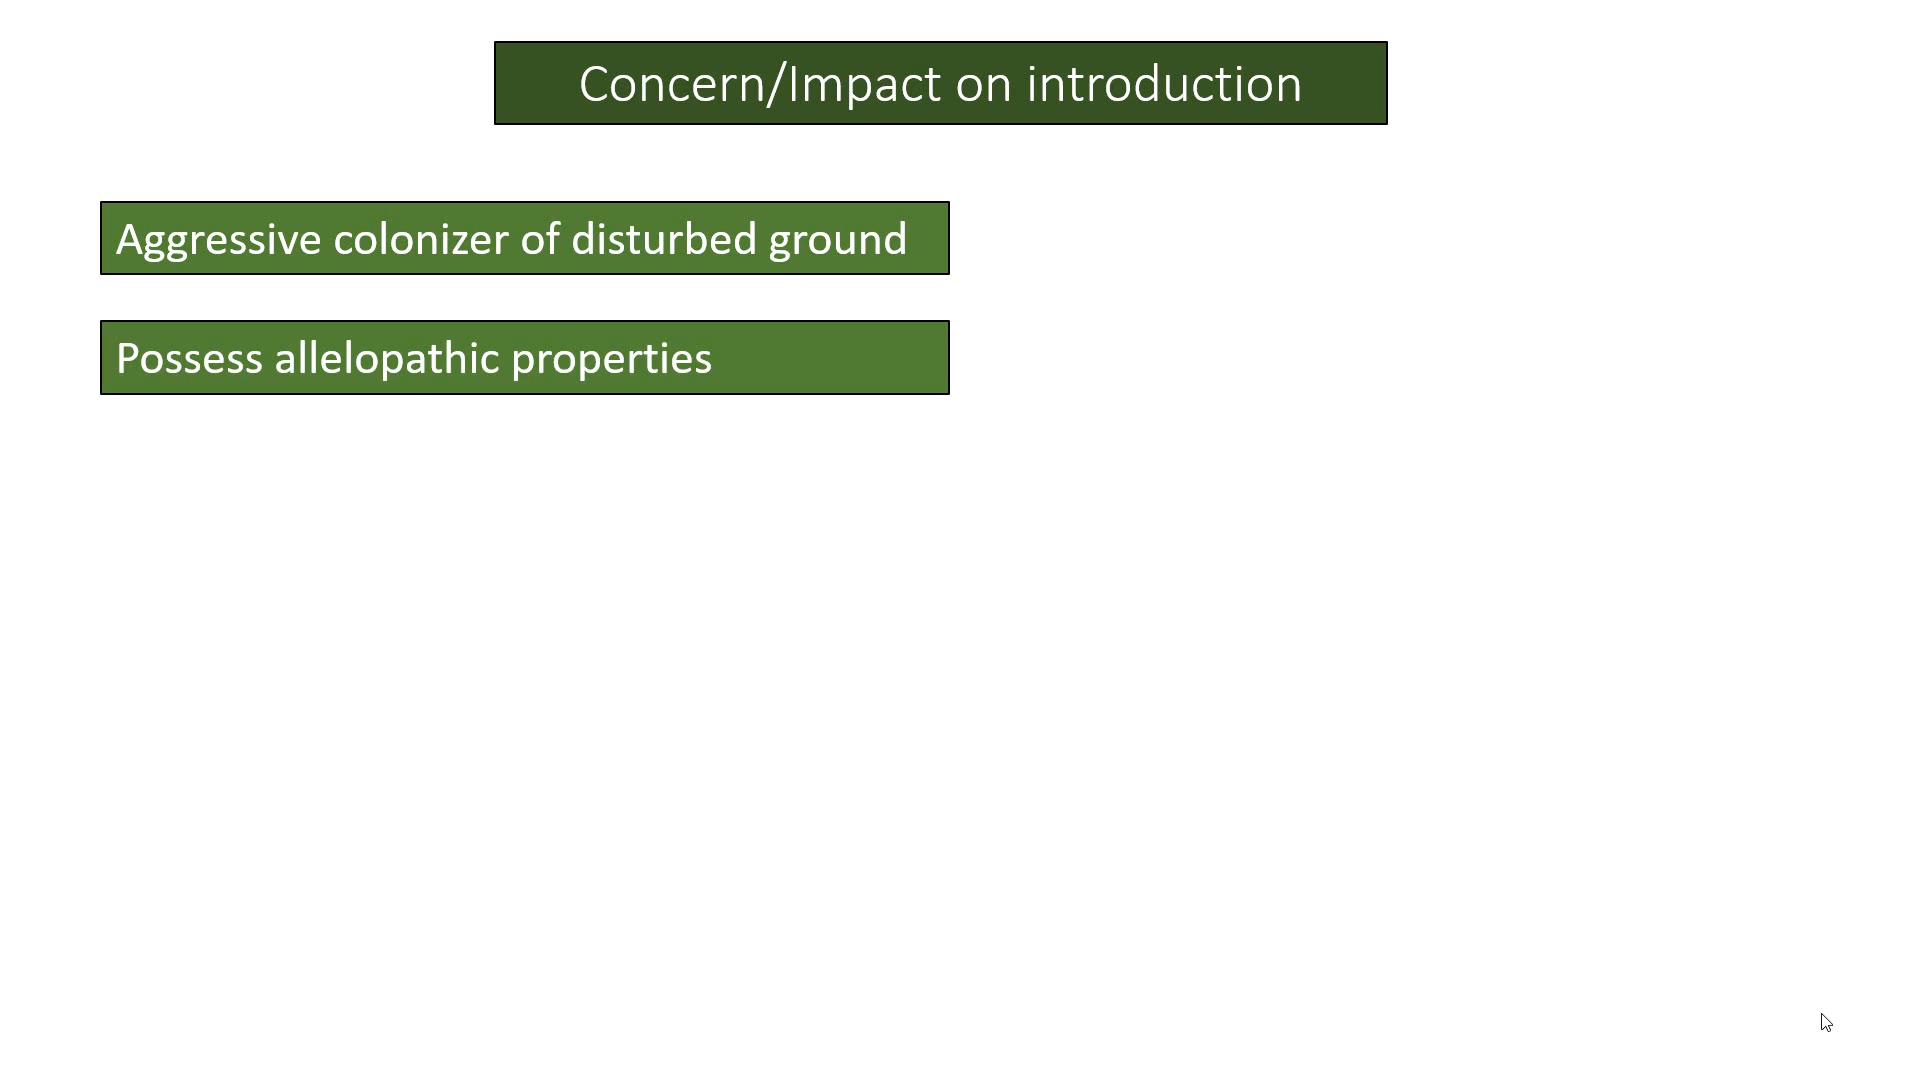 Concern/Impact on introduction
Aggressive colonizer of disturbed ground
Possess allelopathic properties